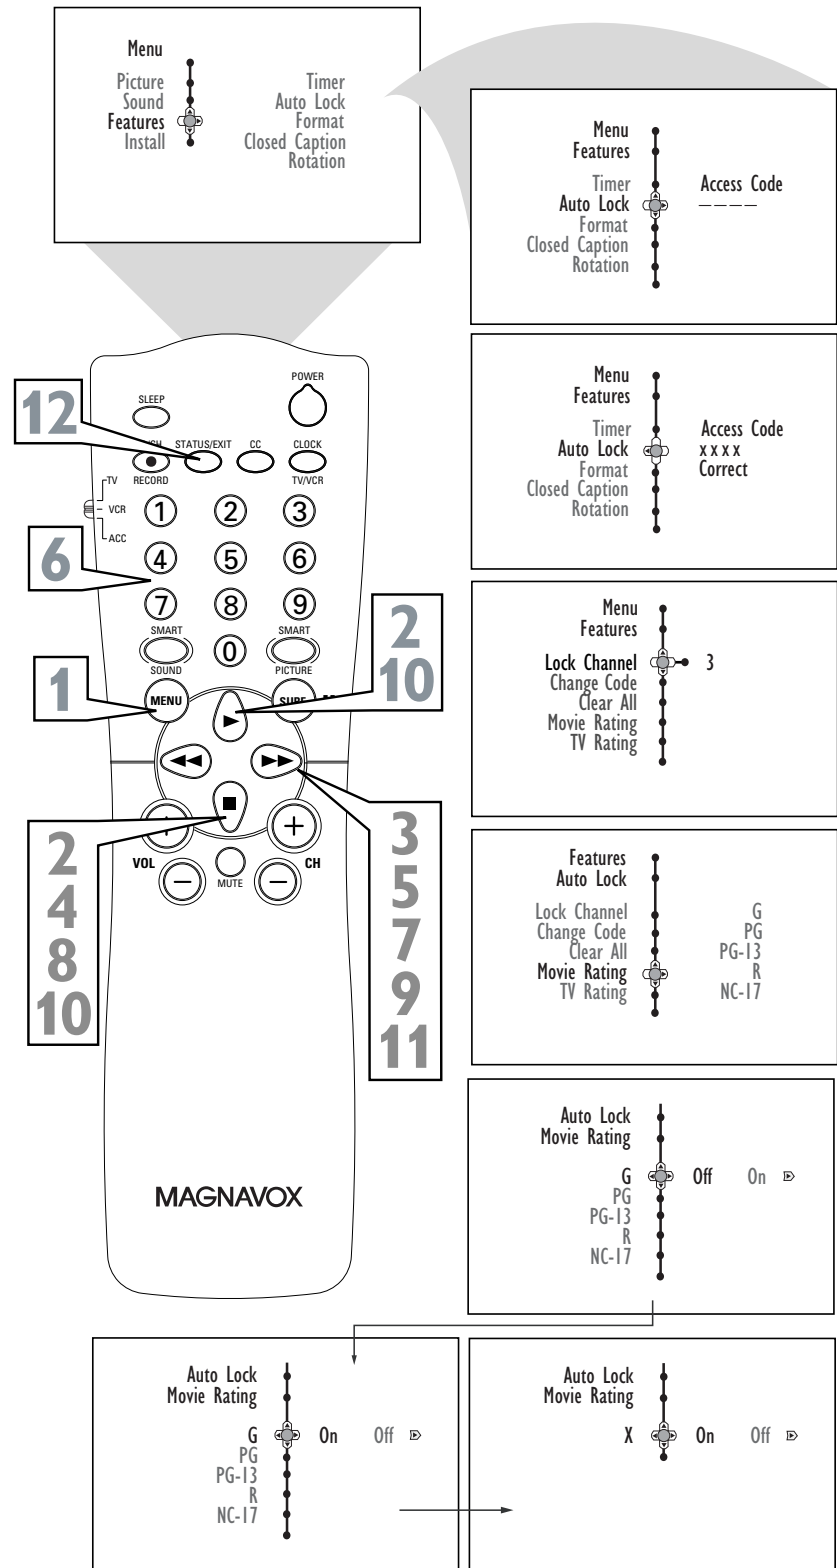 Menu
Picture Timer
Sound Auto Lock
Features Format
Install Closed Caption
Rotation
Menu
Features
Timer Access Code
Auto Lock — — — —
Format
Closed Caption
Rotation
Menu
Features
Timer Access Code
Auto Lock x x x x
Format Correct
Closed Caption
Rotation
Menu
Features
Lock Channel 3
Change Code
Clear All
Movie Rating
TV Rating
Features
Auto Lock
Lock Channel G
Change Code PG
Clear All PG-13
Movie Rating R
TV Rating NC-17
Auto Lock
Movie Rating
G Off On
PG
PG-13
R
NC-17
Auto Lock
Movie Rating
G On Off
PG
PG-13
R
NC-17
Auto Lock
Movie Rating
X On Off
SLEEP POWER
STATUS/EXIT CC CLOCK
RECORD TV/VCR
TV
VCR
ACC
1 2 3
4 5 6
7 8 9
SMART 0 SMART
SOUND PICTURE
MENU
VOL MUTE CH
MAGNAVOX
12
6
1
2
10
2
4
8
10
3
5
7
9
11